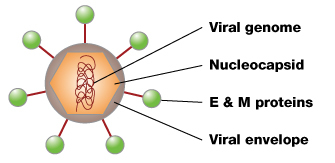 Viral genome
Nucleocapsid
E & M proteins
Viral envelope